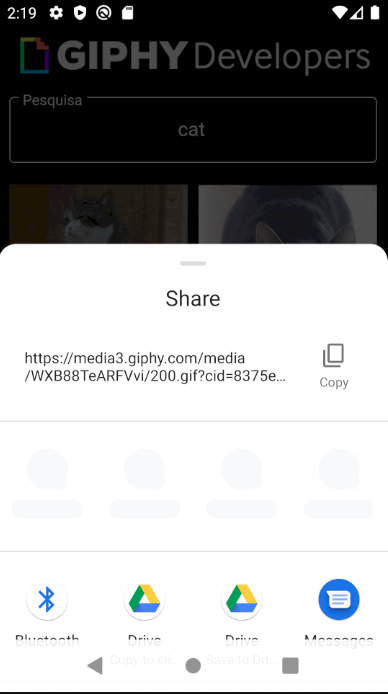 2:19
GIPHY Developers
Pesquisa
cat
Share
https://media3.giphy.com/media
/WXB88TeARFVvi/200.gif?cid=8375e...
Copy
Bluetooth
Drive
Drive
Messages
Copy to cli...
Save to Dri...